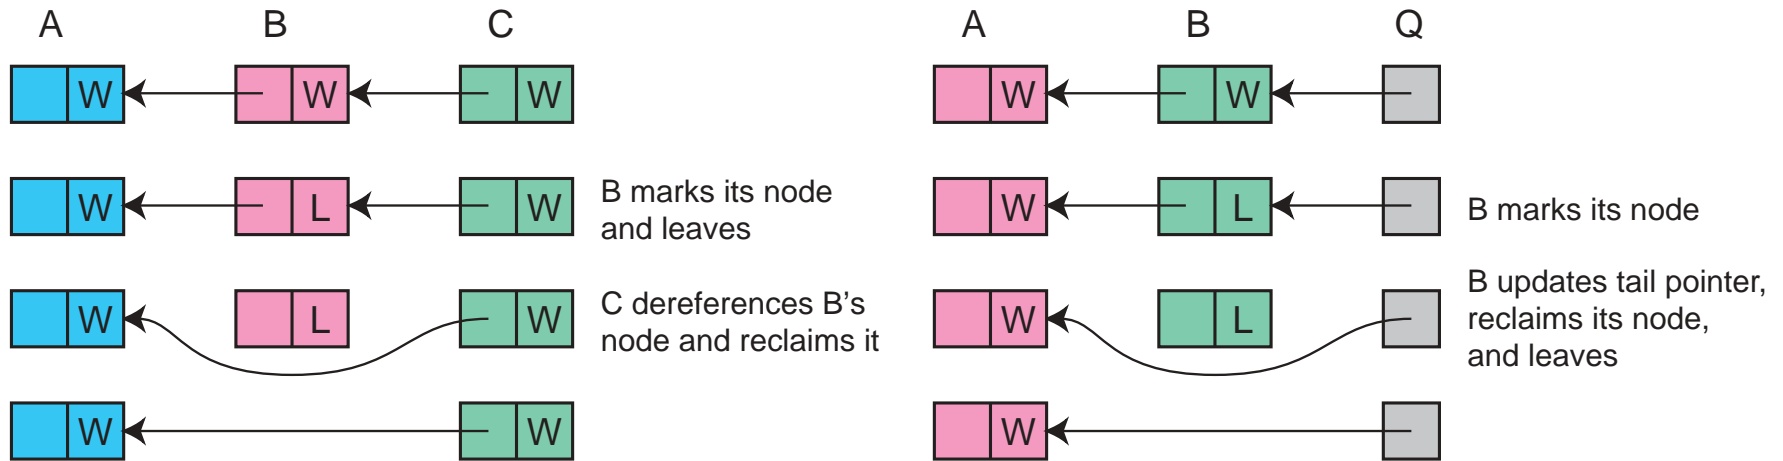 A B C
W W W
W L W
B marks its node
and leaves
W L W
C dereferences B's
node and reclaims it
W W
A B Q
W W
W L
B marks its node
W L
B updates tail pointer,
reclaims its node,
and leaves
W